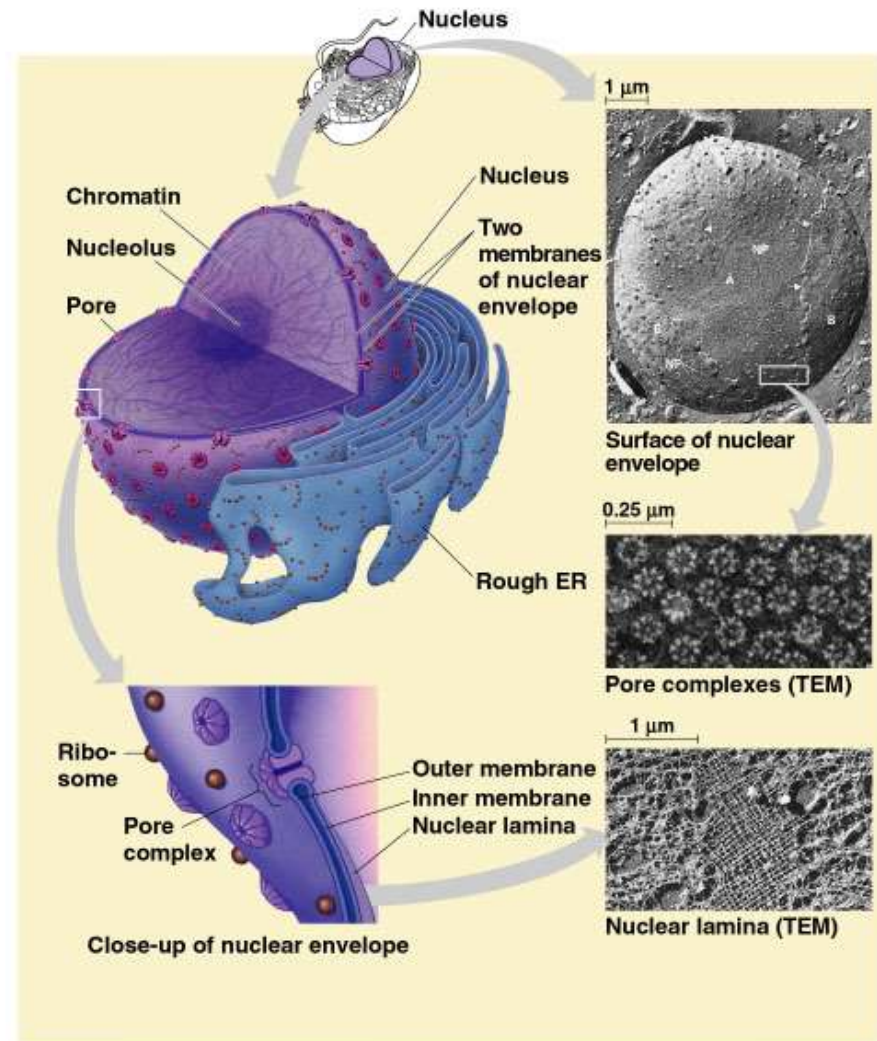 Nucleus
1 μm
Chromatin
Nucleolus
Pore
Nucleus
Two
membranes
of nuclear
envelope
A
NP
A
B
B
NP
Surface of nuclear
envelope
0.25 μm
Rough ER
Pore complexes (TEM)
1 μm
Ribo-
some
Pore
complex
Outer membrane
Inner membrane
Nuclear lamina
Close-up of nuclear envelope
Nuclear lamina (TEM)